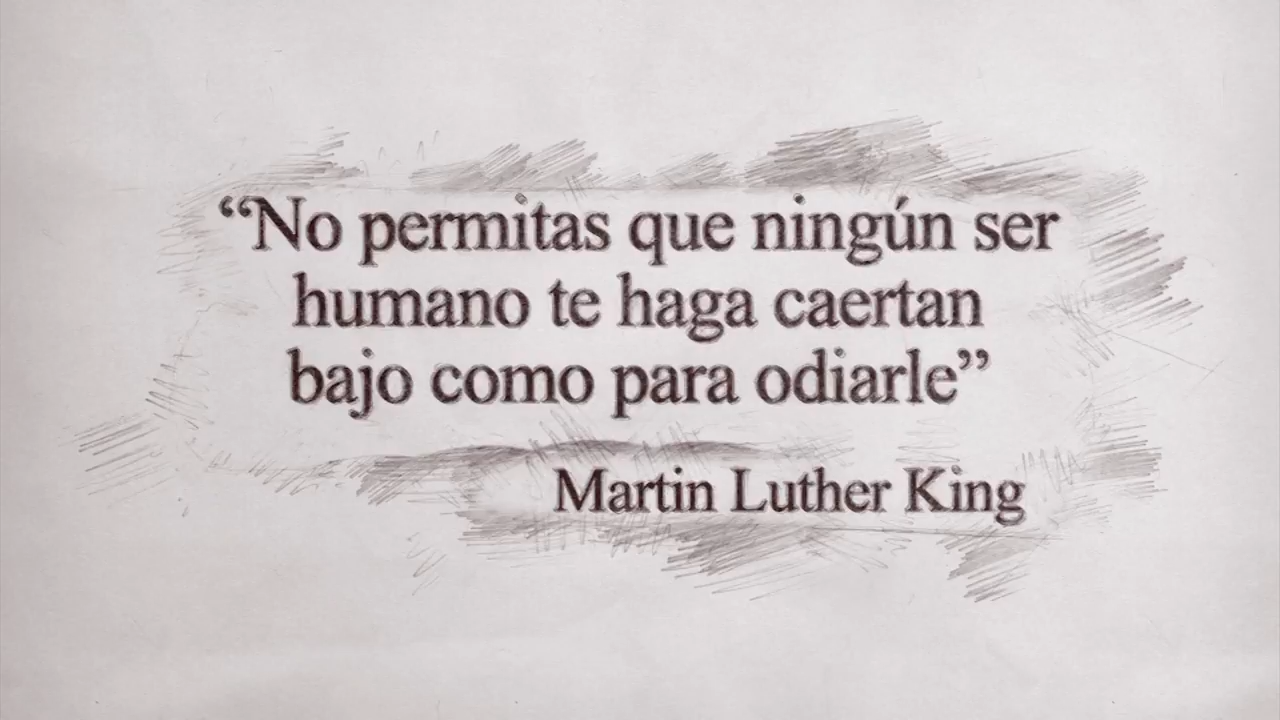 “No permitas que ningún ser
humano te haga caertan
bajo como para odiarle”
Martin Luther King